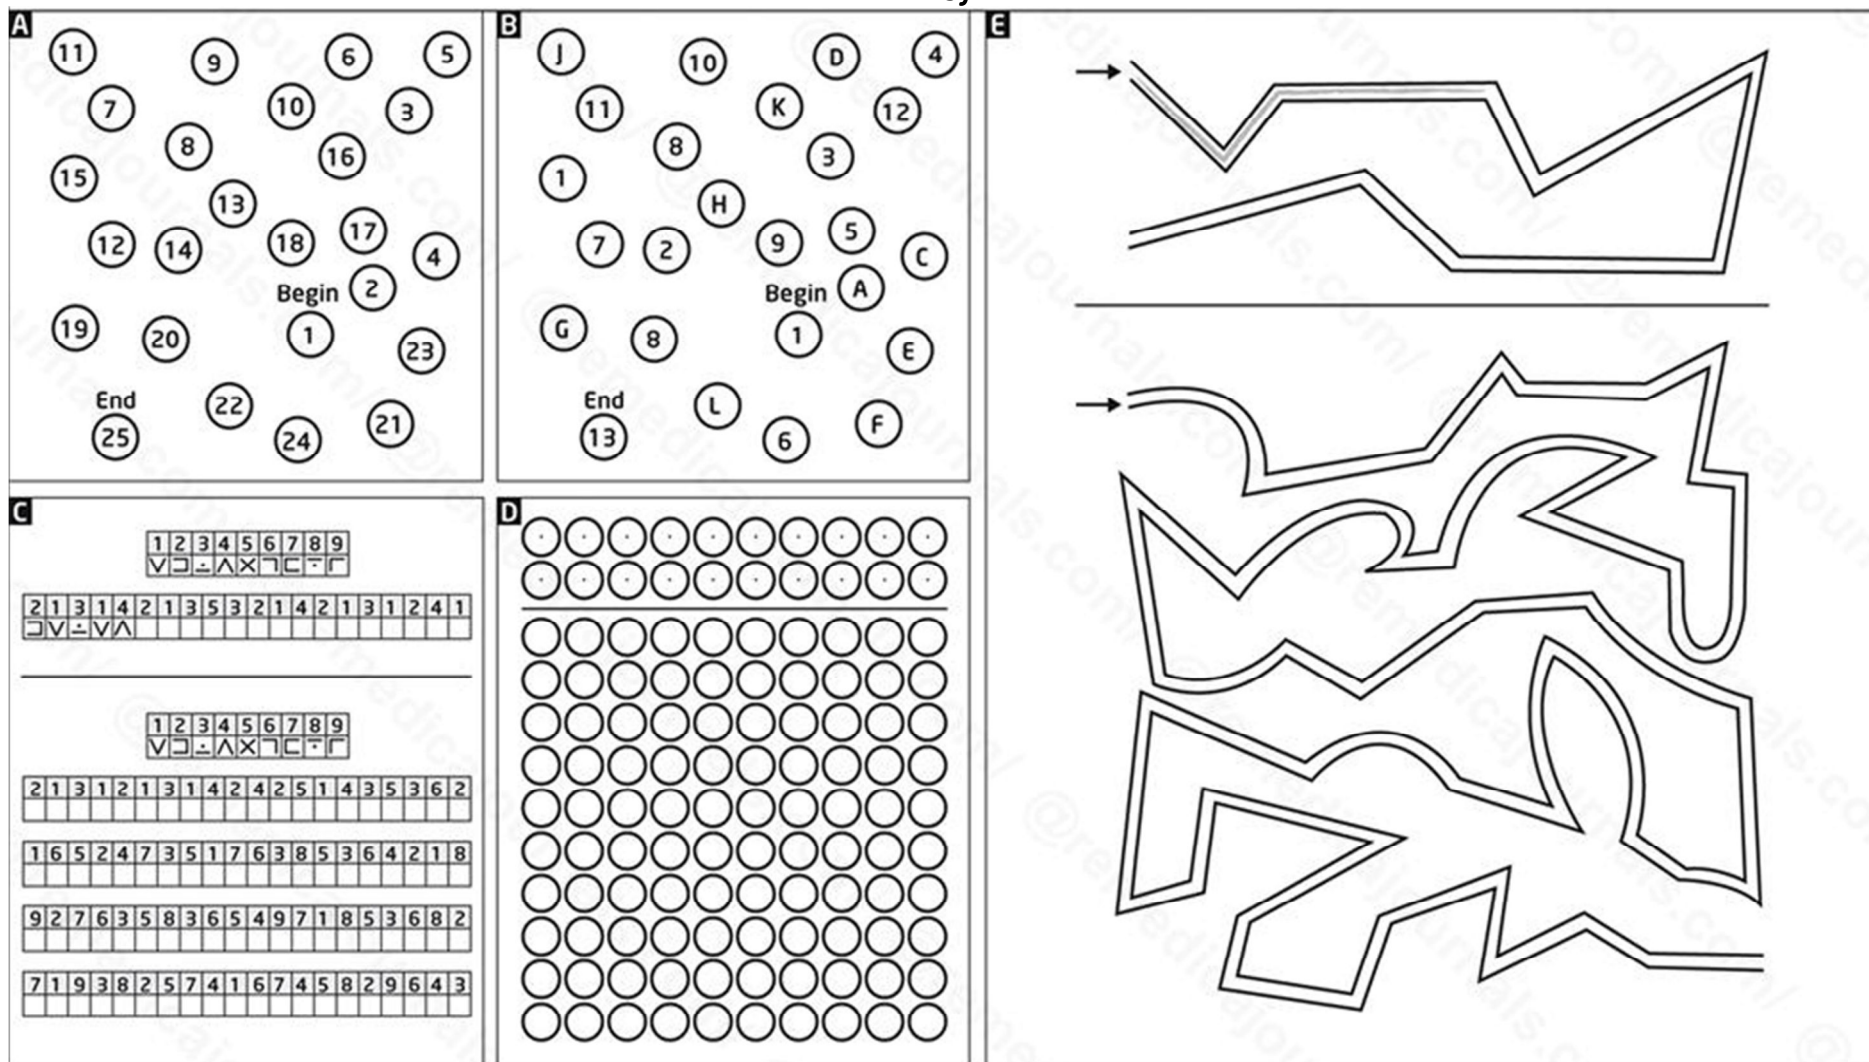 A
11 9 6 5
7 10 3
8 16
15
13
12 14 18 17 4
Begin 2
19 20 1 23
End 22
25 24 21
B
J 10 D 4
11 K 12
8 3
1
H
7 2 9 5 C
Begin A
G 8 1 E
End L
13 6 F
C
1 2 3 4 5 6 7 8 9
2 1 3 1 4 2 1 3 5 3 2 1 4 2 1 3 1 2 4 1
1 2 3 4 5 6 7 8 9
2 1 3 1 2 1 3 1 4 2 4 2 5 1 4 3 5 3 6 2
1 6 5 2 4 7 3 5 1 7 6 3 8 5 3 6 4 2 1 8
9 2 7 6 3 5 8 3 6 5 4 9 7 1 8 5 3 6 8 2
7 1 9 3 8 2 5 7 4 1 6 7 4 5 8 2 9 6 4 3
D
E